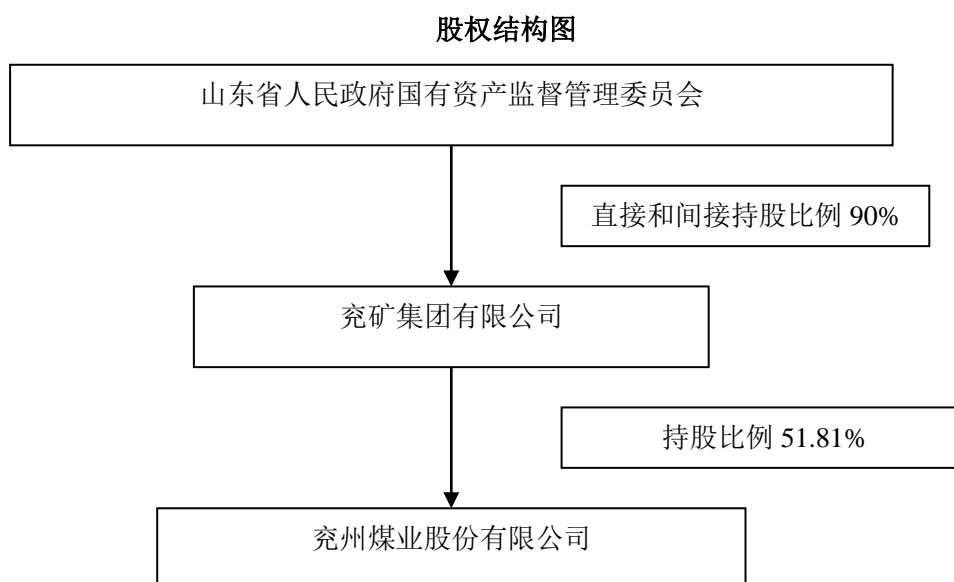 股权结构图
山东省人民政府国有资产监督管理委员会
直接和间接持股比例 90%
兖矿集团有限公司
持股比例 51.81%
兖州煤业股份有限公司